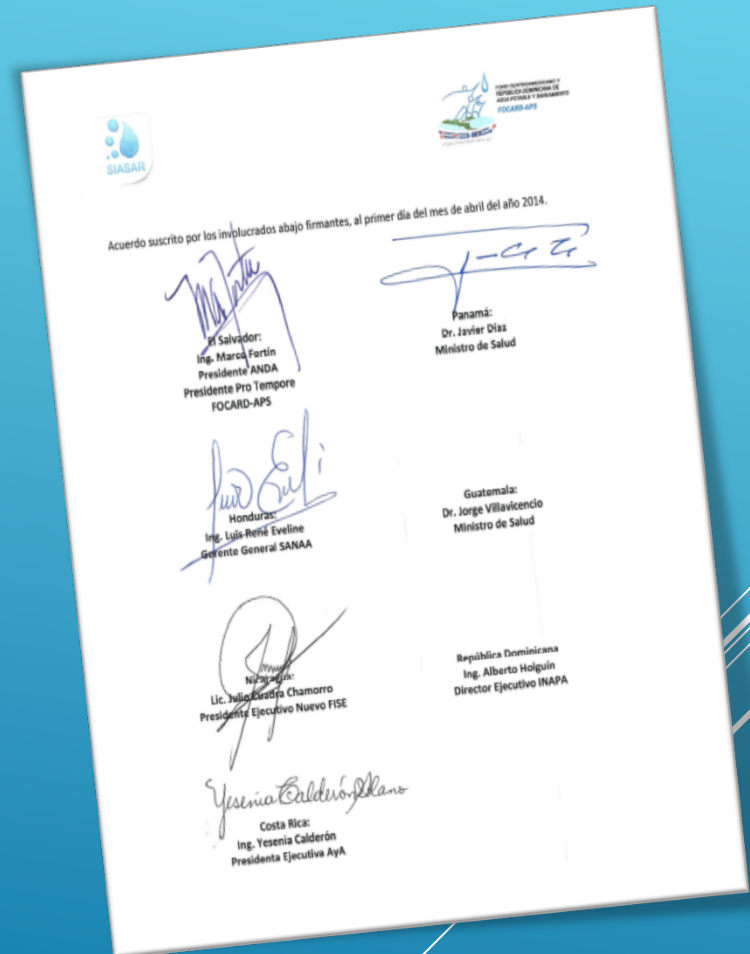 SIASAR
FORO CENTROAMERICANO Y
REPÚBLICA DOMINICANA DE
AGUA POTABLE Y SANEAMIENTO
FOCARD-APS
Acuerdo suscrito por los involucrados abajo firmantes, al primer día del mes de abril del año 2014.
El Salvador:
Ing. Marco Fortín
Presidente ANDA
Presidente Pro Tempore
FOCARD-APS
Panamá:
Dr. Javier Díaz
Ministro de Salud
Honduras:
Ing. Luis René Eveline
Gerente General SANAA
Guatemala:
Dr. Jorge Villavicencio
Ministro de Salud
Nicaragua:
Lic. Julio Cuadra Chamorro
Presidente Ejecutivo Nuevo FISE
República Dominicana
Ing. Alberto Holguín
Director Ejecutivo INAPA
Yesenia Calderón
Costa Rica:
Ing. Yesenia Calderón
Presidenta Ejecutiva AyA